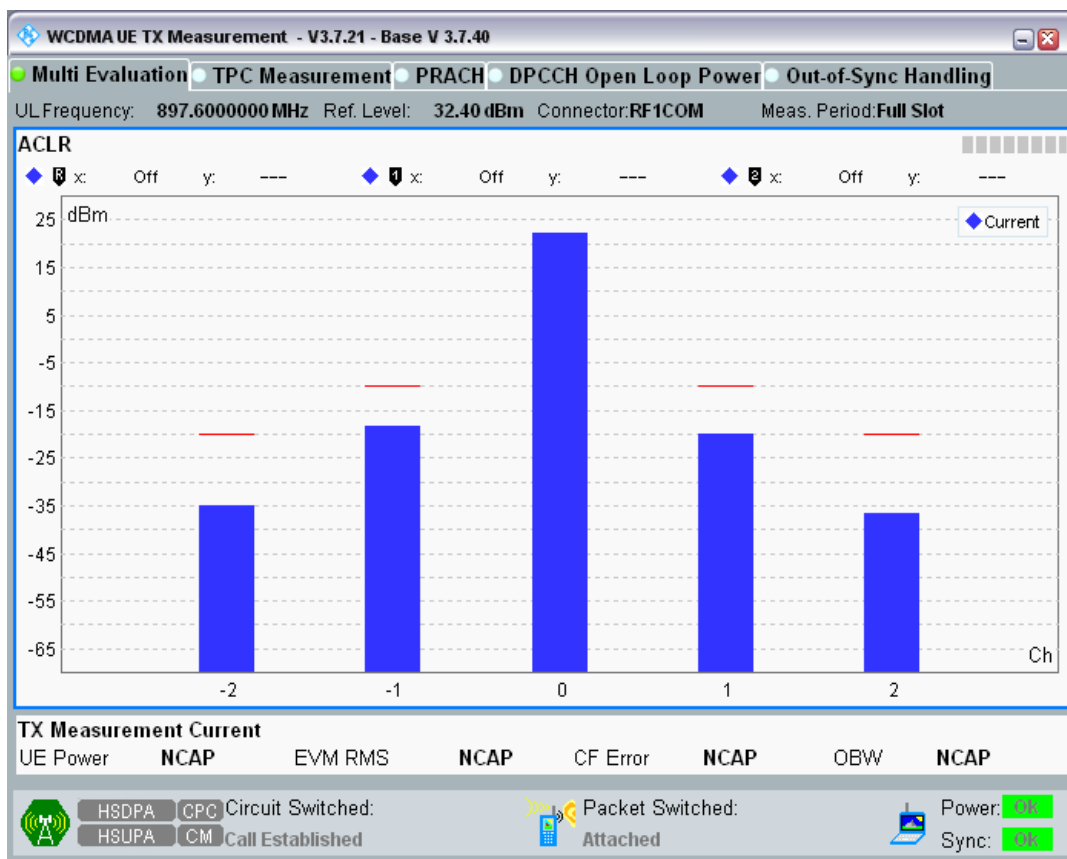 WCDMA UE TX Measurement - V3.7.21 - Base V 3.7.40
Multi Evaluation TPC Measurement PRACH DPCCH Open Loop Power Out-of-Sync Handling
UL Frequency: 897.6000000 MHz Ref. Level: 32.40 dBm Connector:RF1COM Meas. Period:Full Slot
ACLR
R x: Off y: --- 1 x: Off y: --- 2 x: Off y: ---
dBm
Current
25
15
5
-5
-15
-25
-35
-45
-55
-65
Ch
-2 -1 0 1 2
TX Measurement Current
UE Power NCAP EVM RMS NCAP CF Error NCAP OBW NCAP
HSDPA CPC Circuit Switched: Packet Switched: Power: Ok
HSUPA CM Call Established Attached Sync: Ok